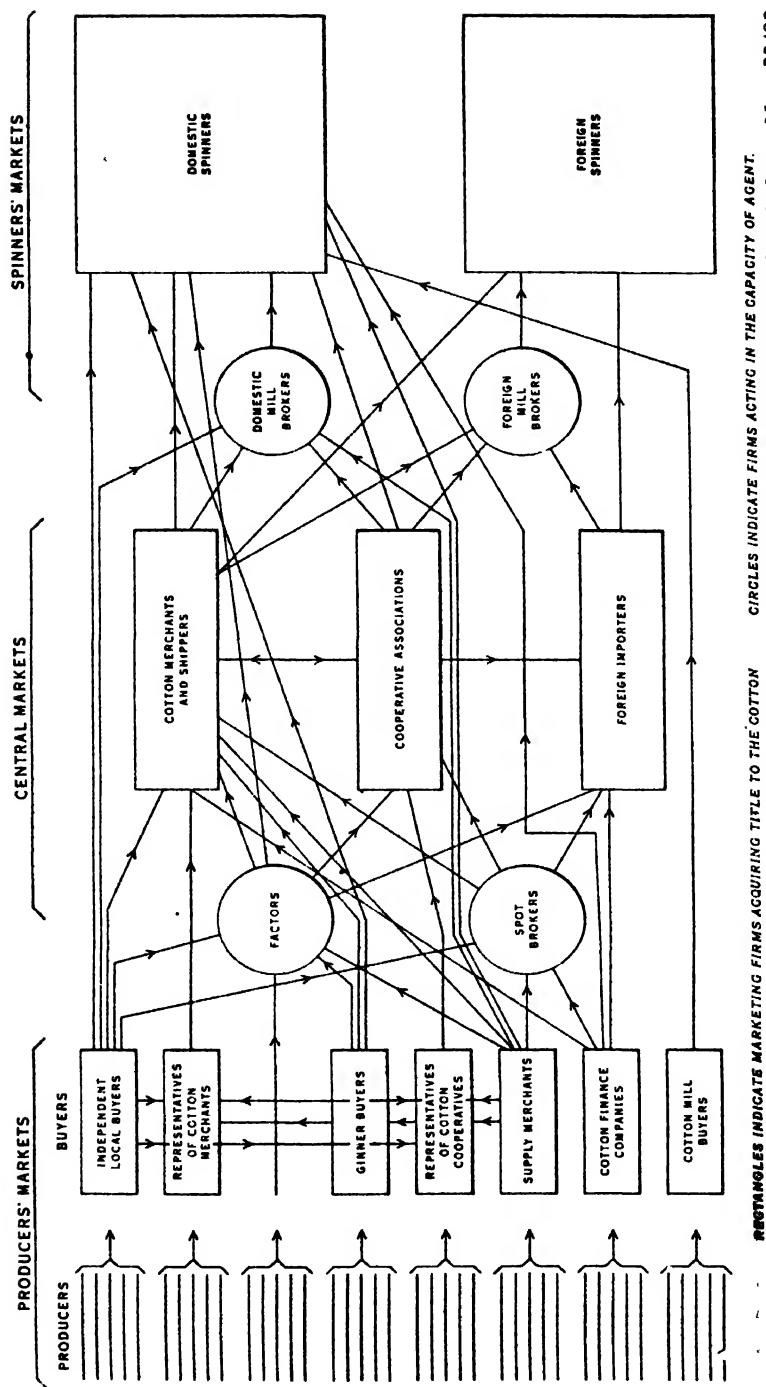 PRODUCERS' MARKETS
CENTRAL MARKETS
SPINNERS' MARKETS
PRODUCERS
BUYERS
INDEPENDENT
LOCAL BUYERS
REPRESENTATIVES
OF COTTON
MERCHANTS
GINNER BUYERS
REPRESENTATIVES
OF COTTON
COOPERATIVES
SUPPLY MERCHANTS
COTTON FINANCE
COMPANIES
COTTON MILL
BUYERS
FACTORS
SPOT
BROKERS
COTTON MERCHANTS
AND SHIPPERS
COOPERATIVE ASSOCIATIONS
FOREIGN IMPORTERS
DOMESTIC
MILL
BROKERS
FOREIGN MILL
BROKERS
DOMESTIC
SPINNERS
FOREIGN
SPINNERS
RECTANGLES INDICATE MARKETING FIRMS ACQUIRING TITLE TO THE COTTON
CIRCLES INDICATE FIRMS ACTING IN THE CAPACITY OF AGENT.